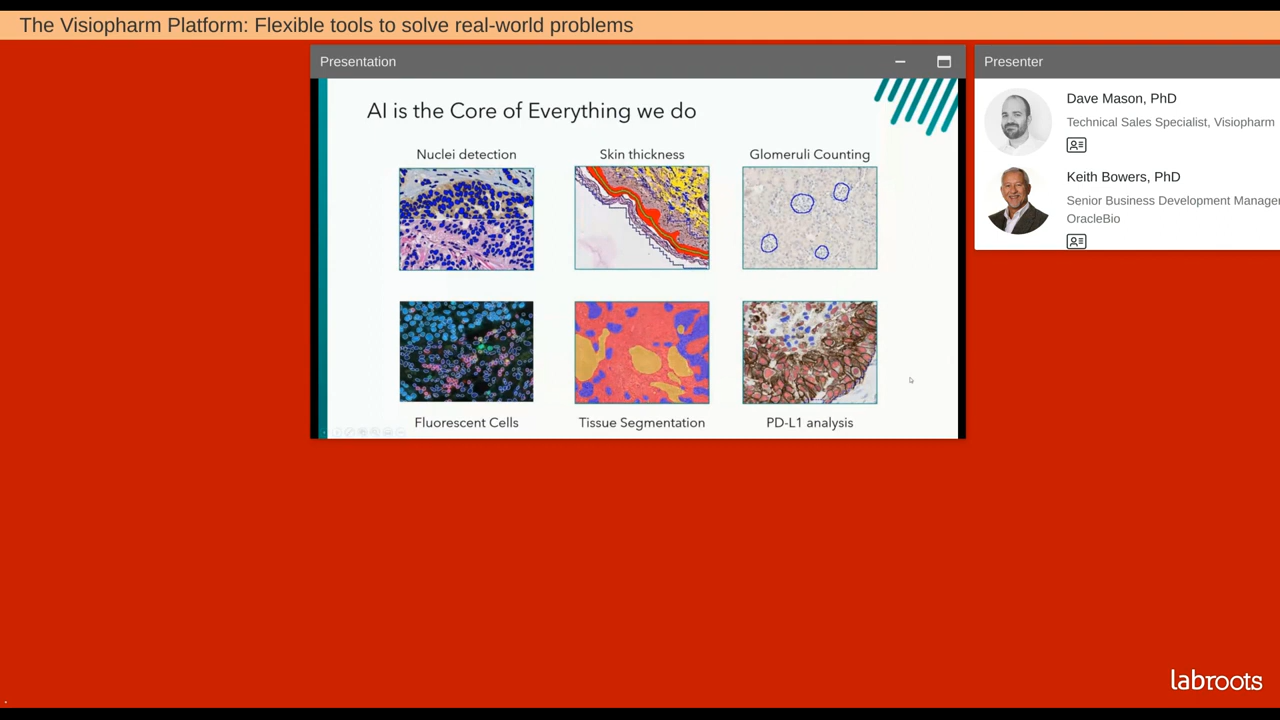 The Visiopharm Platform: Flexible tools to solve real-world problems
Presentation
AI is the Core of Everything we do
Nuclei detection
Skin thickness
Glomeruli Counting
Fluorescent Cells
Tissue Segmentation
PD-L1 analysis
Presenter
Dave Mason, PhD
Technical Sales Specialist, Visiopharm
Keith Bowers, PhD
Senior Business Development Manager
OracleBio
labroots